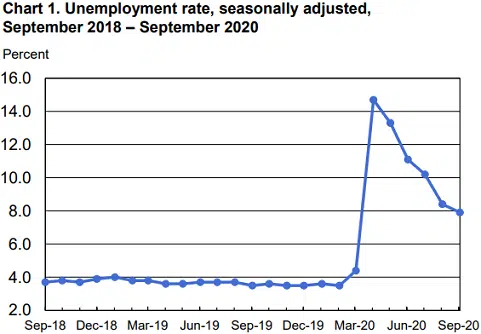 Chart 1. Unemployment rate, seasonally adjusted,
September 2018 – September 2020
Percent
16.0
14.0
12.0
10.0
8.0
6.0
4.0
2.0
Sep-18 Dec-18 Mar-19 Jun-19 Sep-19 Dec-19 Mar-20 Jun-20 Sep-20